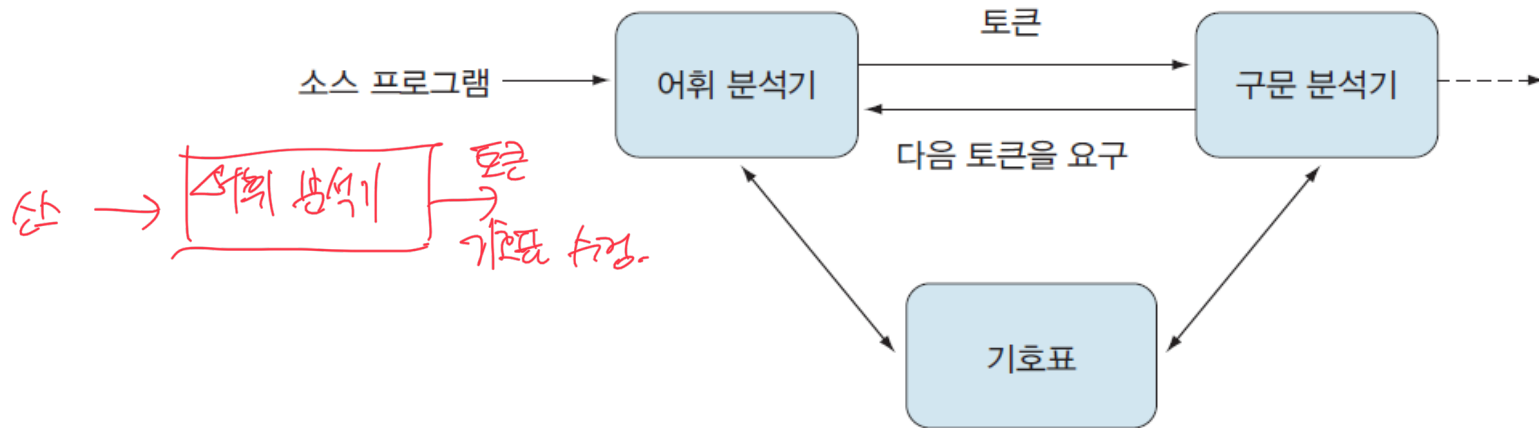 토큰
소스 프로그램
어휘 분석기
구문 분석기
다음 토큰을 요구
기호표
소스
어휘 분석기
토큰
기호표 수정.